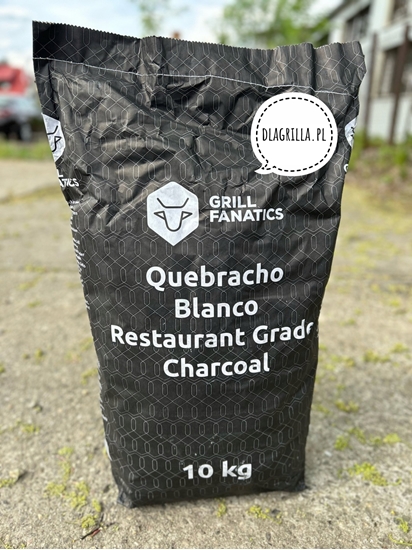 DLAGRILLA.PL
GRILL
FANATICS
Quebracho
Blanco
Restaurant Grade
Charcoal
10 kg